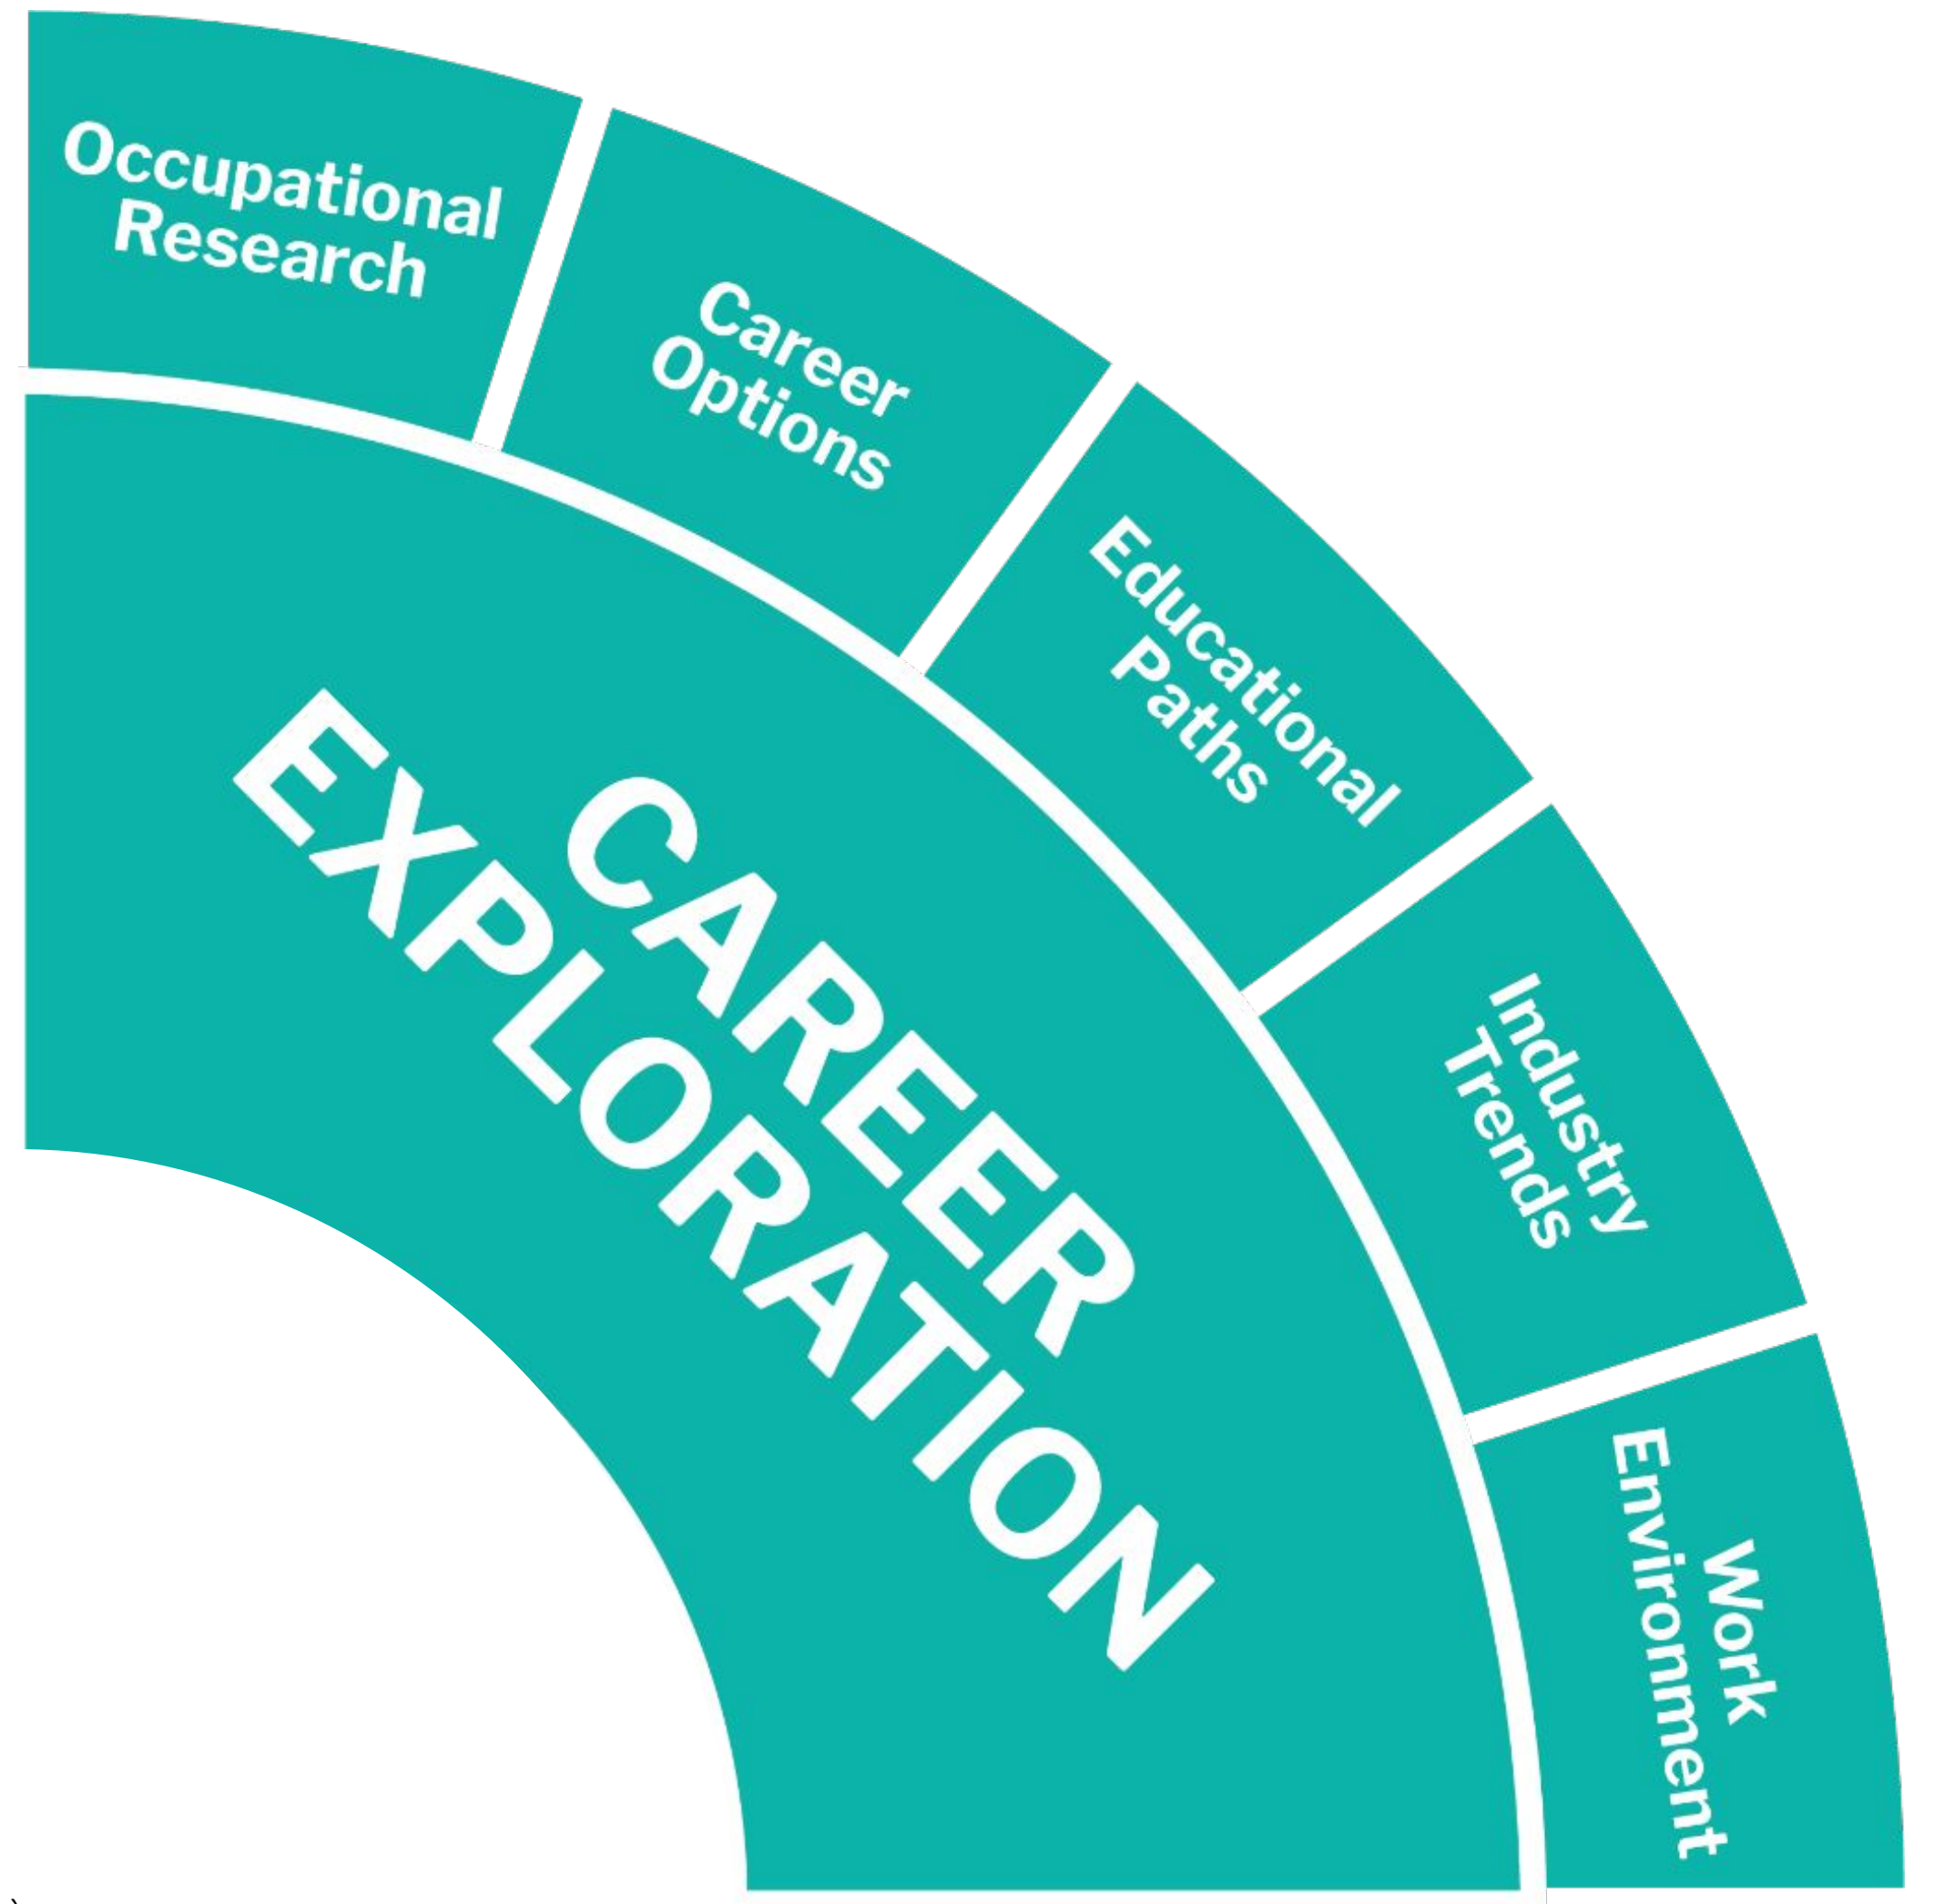 Occupational
Research
Career
Options
Educational
Paths
Industry
Trends
Work
Environment
CAREER
EXPLORATION